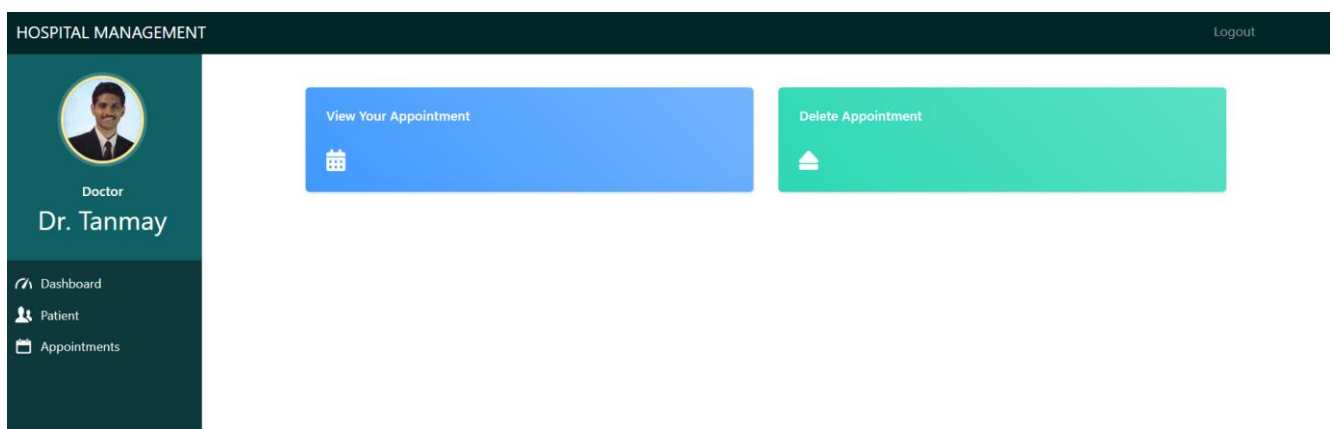 HOSPITAL MANAGEMENT
Logout
Doctor
Dr. Tanmay
Dashboard
Patient
Appointments
View Your Appointment
Delete Appointment